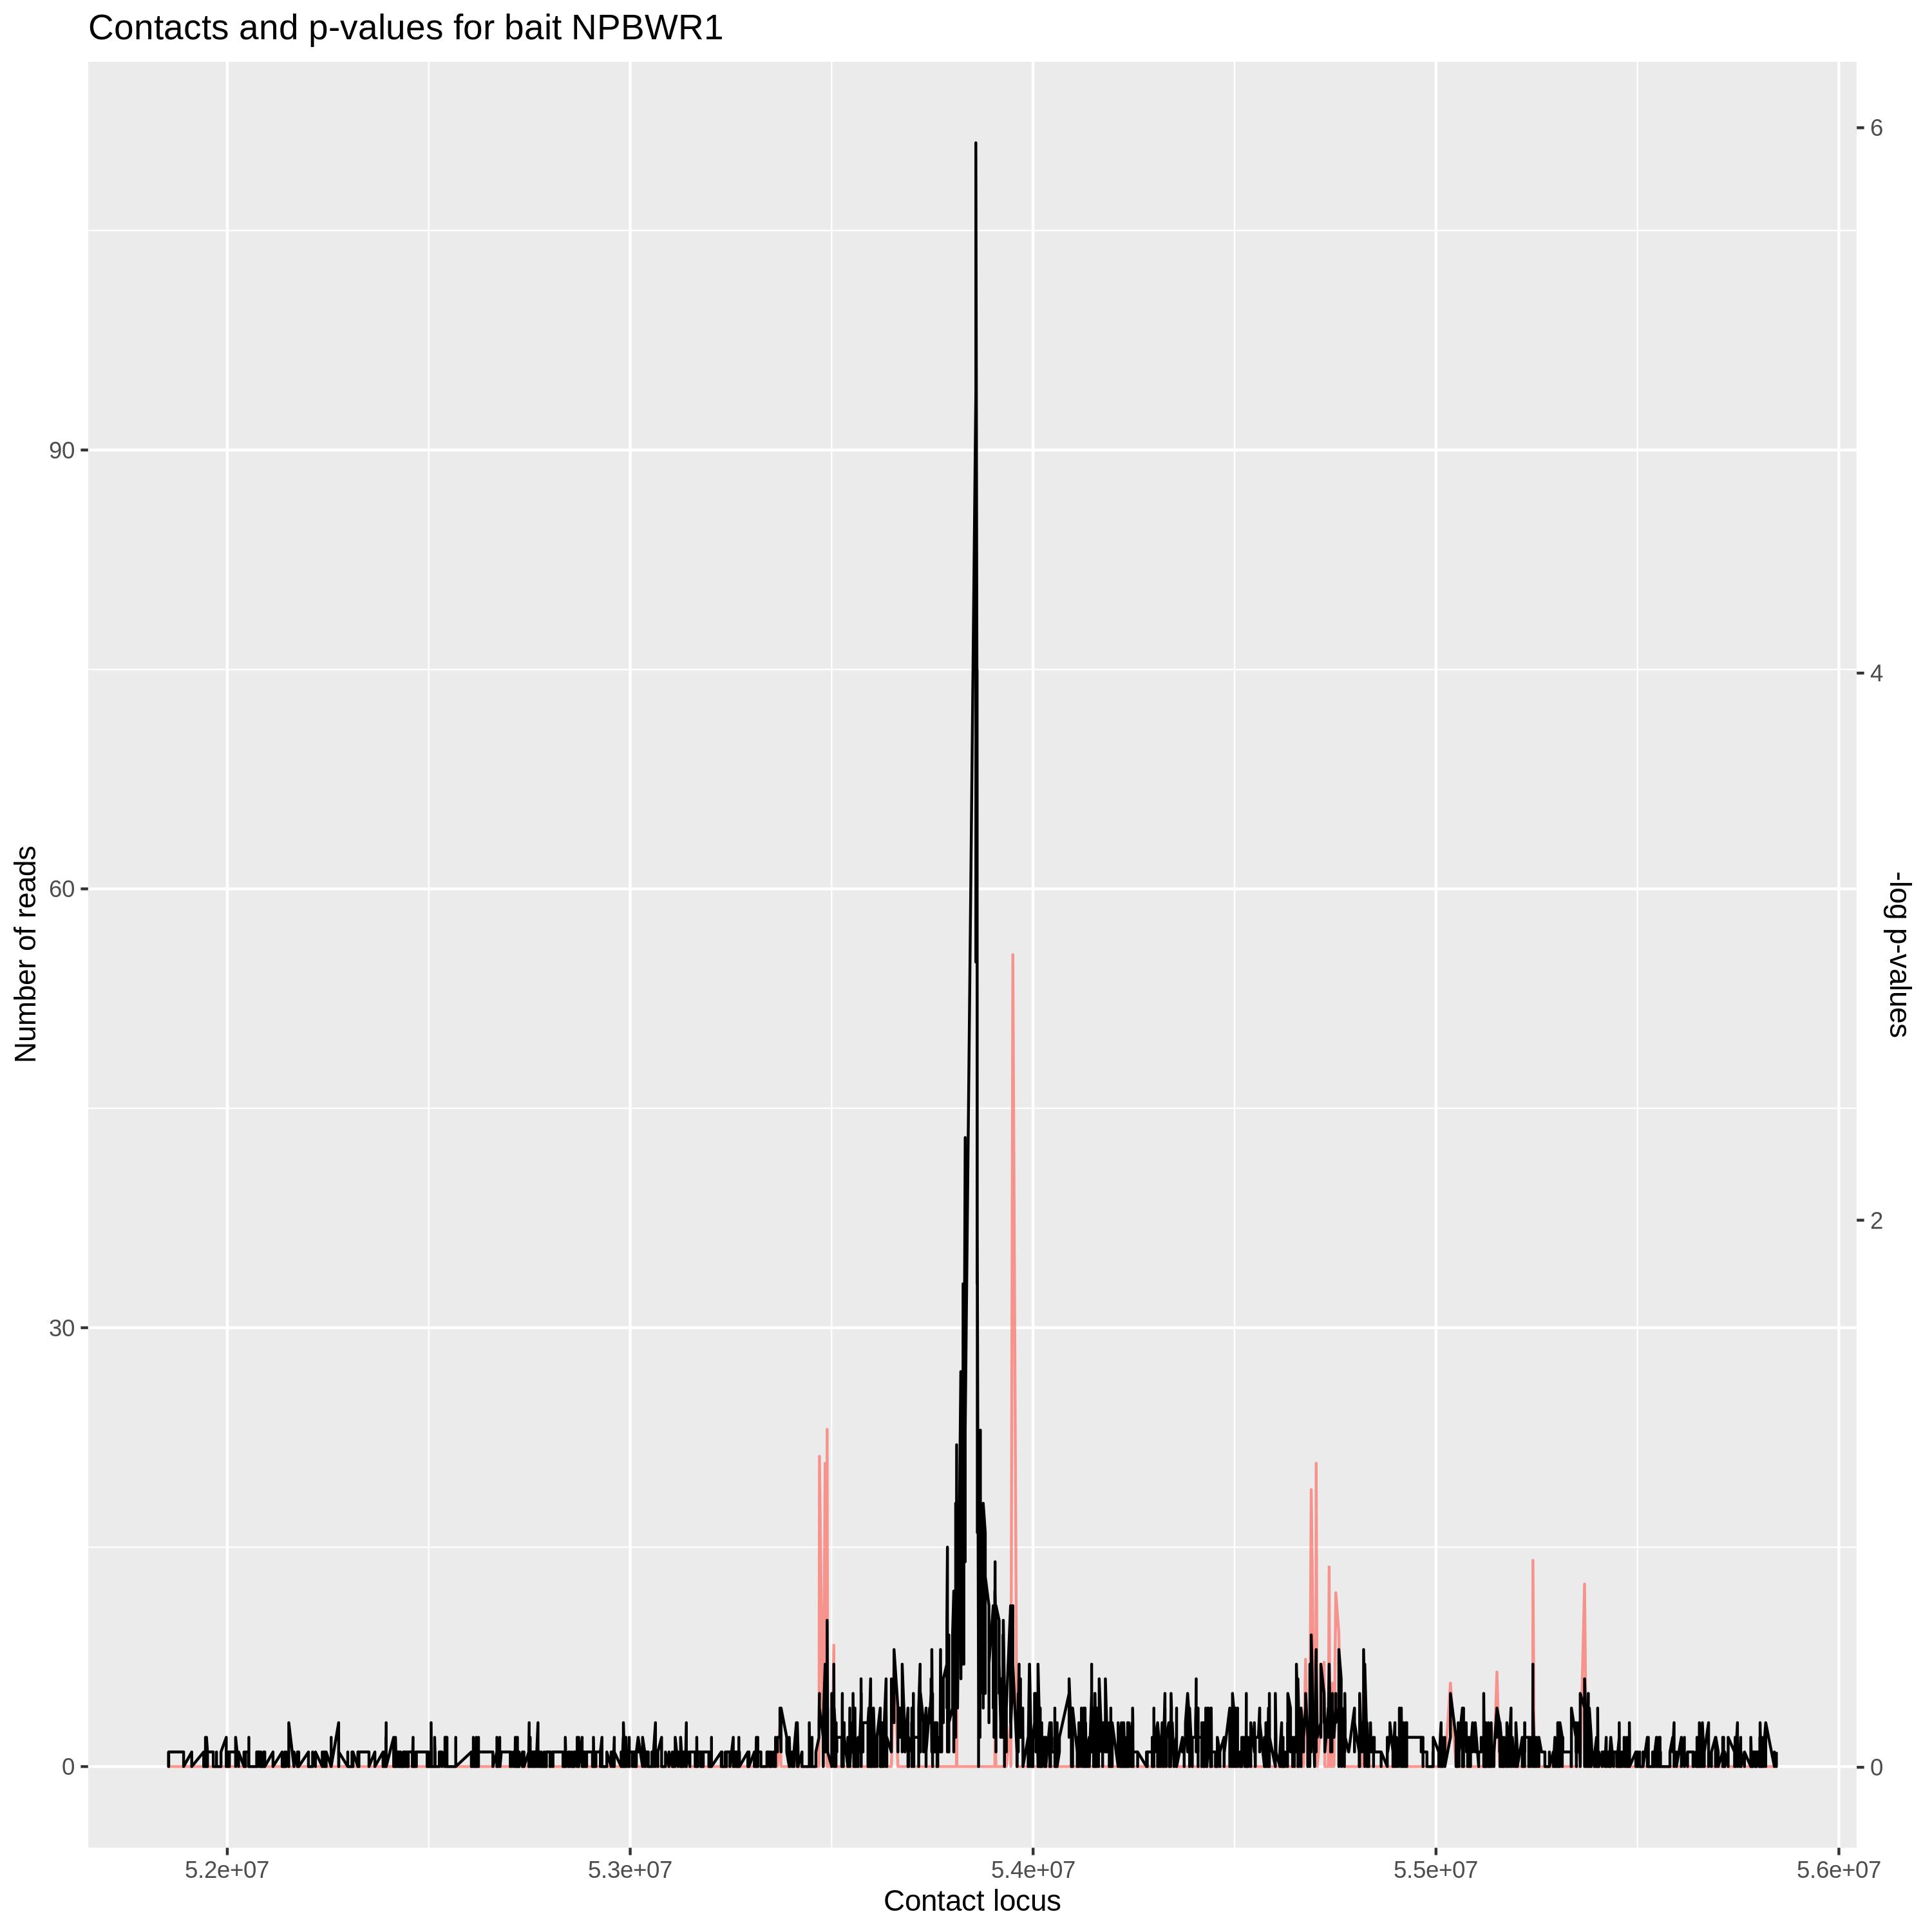 Contacts and p-values for bait NPBWR1
6
90
4
60
Number of reads
-log p-values
2
30
0
0
5.2e+07
5.3e+07
5.4e+07
5.5e+07
5.6e+07
Contact locus